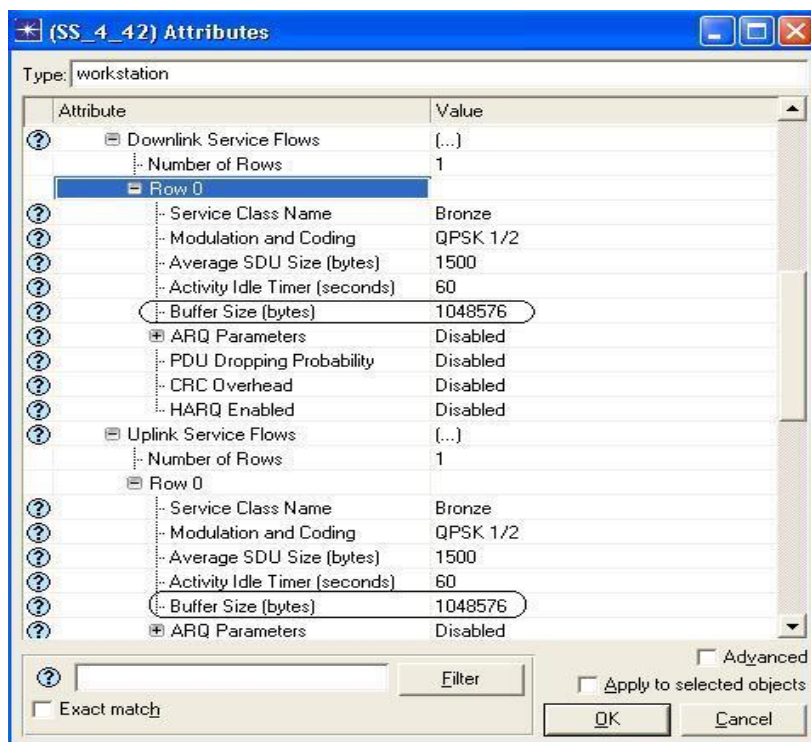 (SS_4_42) Attributes
Type: workstation
Attribute Value
Downlink Service Flows (...)
Number of Rows 1
Row 0
Service Class Name Bronze
Modulation and Coding QPSK 1/2
Average SDU Size (bytes) 1500
Activity Idle Timer (seconds) 60
Buffer Size (bytes) 1048576
ARQ Parameters Disabled
PDU Dropping Probability Disabled
CRC Overhead Disabled
HARQ Enabled Disabled
Uplink Service Flows (...)
Number of Rows 1
Row 0
Service Class Name Bronze
Modulation and Coding QPSK 1/2
Average SDU Size (bytes) 1500
Activity Idle Timer (seconds) 60
Buffer Size (bytes) 1048576
ARQ Parameters Disabled
Advanced
Filter
Apply to selected objects
Exact match
OK Cancel